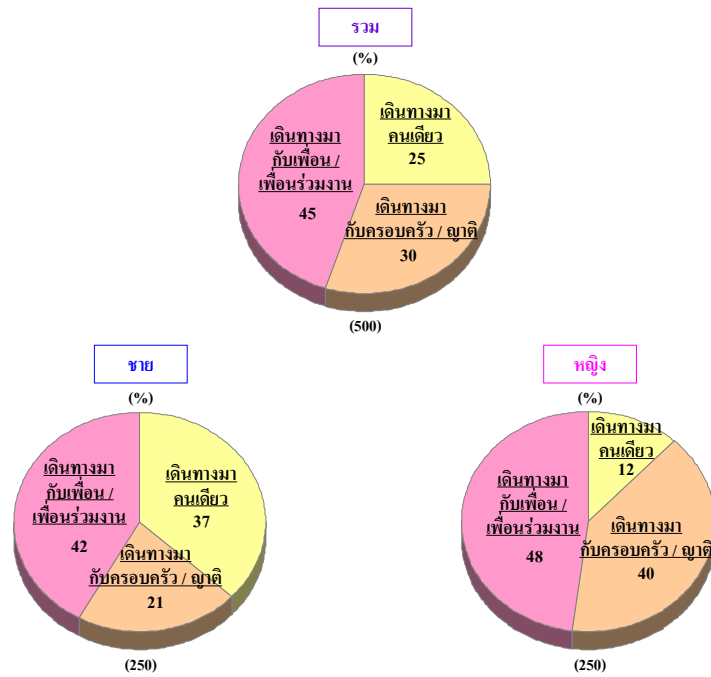 รวม
(%)
เดินทางมา
คนเดียว
25
เดินทางมา
กับเพื่อน /
เพื่อนร่วมงาน
45
เดินทางมา
กับครอบครัว / ญาติ
30
(500)
ชาย
(%)
เดินทางมา
กับเพื่อน /
เพื่อนร่วมงาน
42
เดินทางมา
คนเดียว
37
เดินทางมา
กับครอบครัว / ญาติ
21
(250)
หญิง
(%)
เดินทางมา
คนเดียว
12
เดินทางมา
กับเพื่อน /
เพื่อนร่วมงาน
48
เดินทางมา
กับครอบครัว / ญาติ
40
(250)